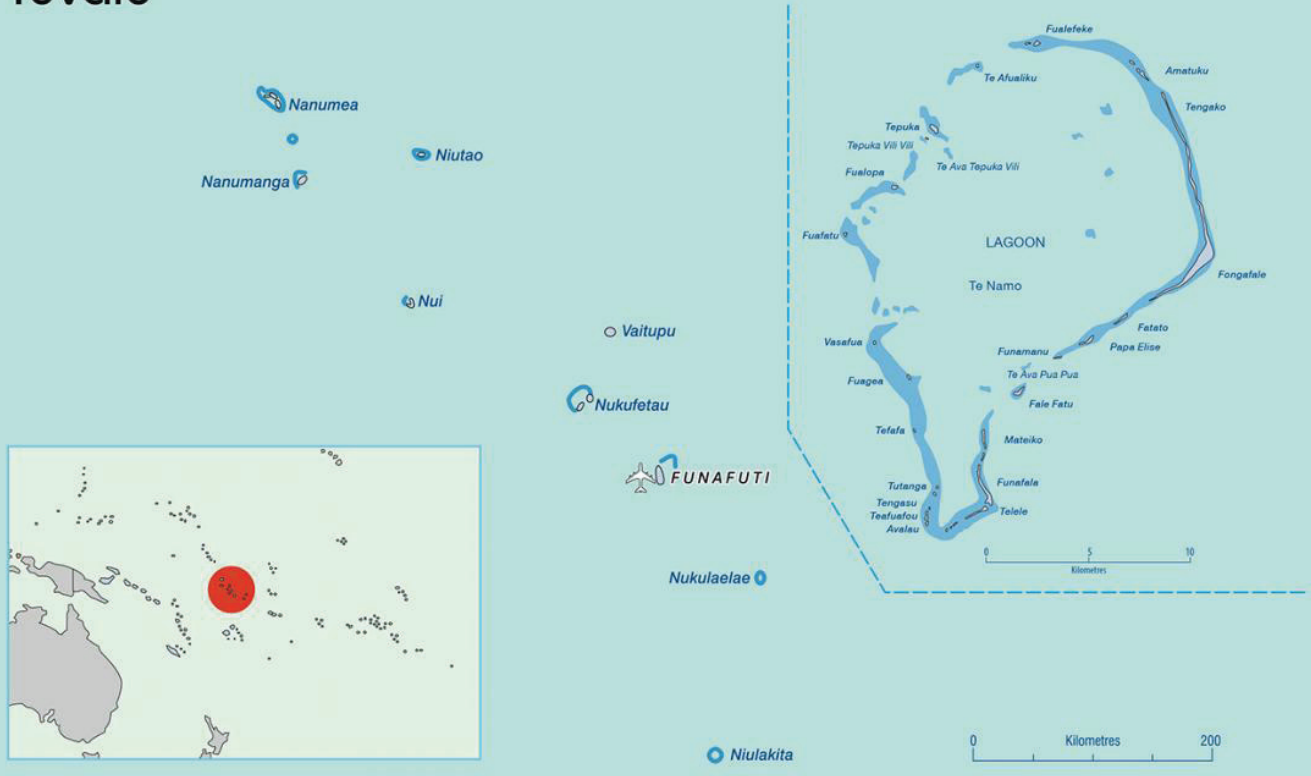 Nanumea
Niutao
Nanumanga
Nui
Vaitupu
Nukufetau
FUNAFUTI
Nukulaelae
Niulakita
Fualefeke
Te Afualiku
Amatuku
Tengako
Tepuka
Tepuka Vili Vili
Te Ava Tepuka Vili
Fualopa
Fuafatu
LAGOON
Te Namo
Fongafale
Fatato
Papa Elise
Funamanu
Vasafua
Te Ava Pua Pua
Fuagea
Fale Fatu
Tefafa
Mateiko
Tutanga
Funafala
Tengasu
Telele
Teafuafou
Avalau
0 5 10
Kilometres
0 Kilometres 200